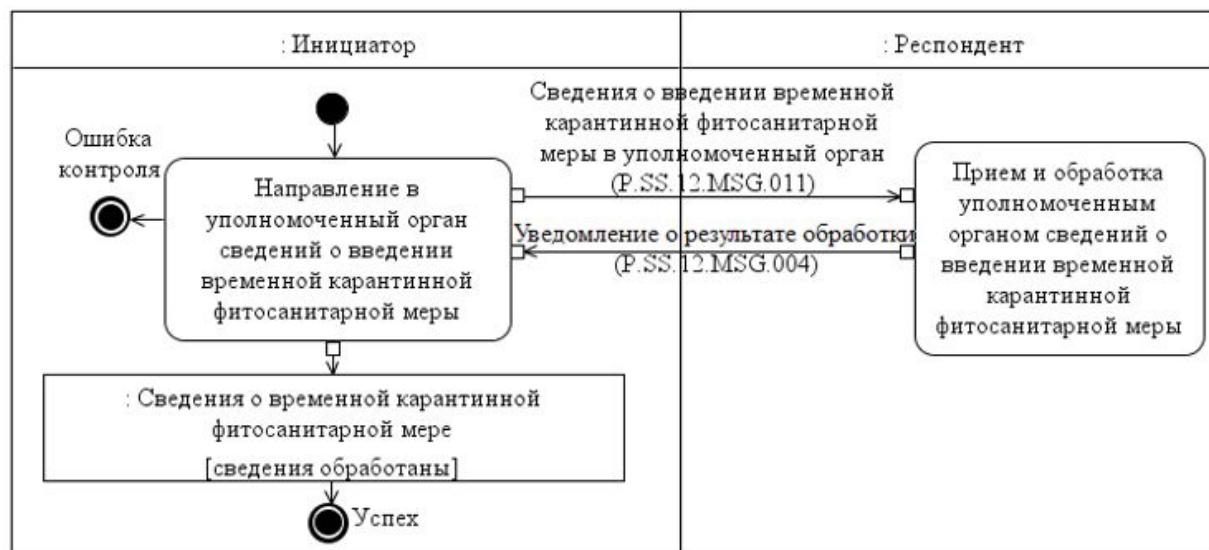 : Инициатор
: Респондент
Ошибка
контроля
Направление в
уполномоченный орган
сведений о введении
временной карантинной
фитосанитарной меры
Сведения о введении временной
карантинной фитосанитарной
меры в уполномоченный орган
(P.SS.12.MSG.011)
Уведомление о результате обработки
(P.SS.12.MSG.004)
Прием и обработка
уполномоченным
органом сведений о
введении временной
карантинной
фитосанитарной меры
: Сведения о временной карантинной
фитосанитарной мере
[сведения обработаны]
Успех